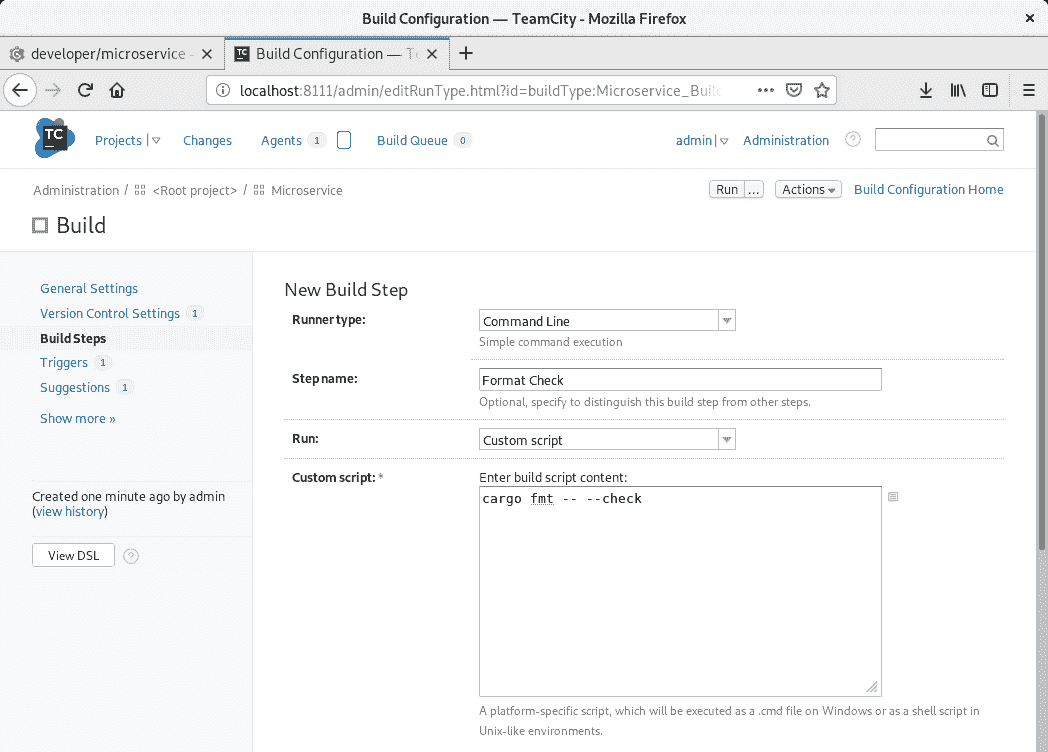 Build Configuration — TeamCity - Mozilla Firefox
developer/microservice -
TC Build Configuration — Te
localhost:8111/admin/editRunType.html?id=buildType:Microservice_Buil
TC Projects Changes Agents 1 Build Queue 0 admin Administration ?
Administration / <Root project> / Microservice Run ... Actions Build Configuration Home
Build
General Settings
Version Control Settings 1
Build Steps
Triggers 1
Suggestions 1
Show more »
Created one minute ago by admin
(view history)
View DSL ?
New Build Step
Runner type: Command Line
Simple command execution
Step name: Format Check
Optional, specify to distinguish this build step from other steps.
Run: Custom script
Custom script: * Enter build script content:
cargo fmt -- --check
A platform-specific script, which will be executed as a .cmd file on Windows or as a shell script in
Unix-like environments.